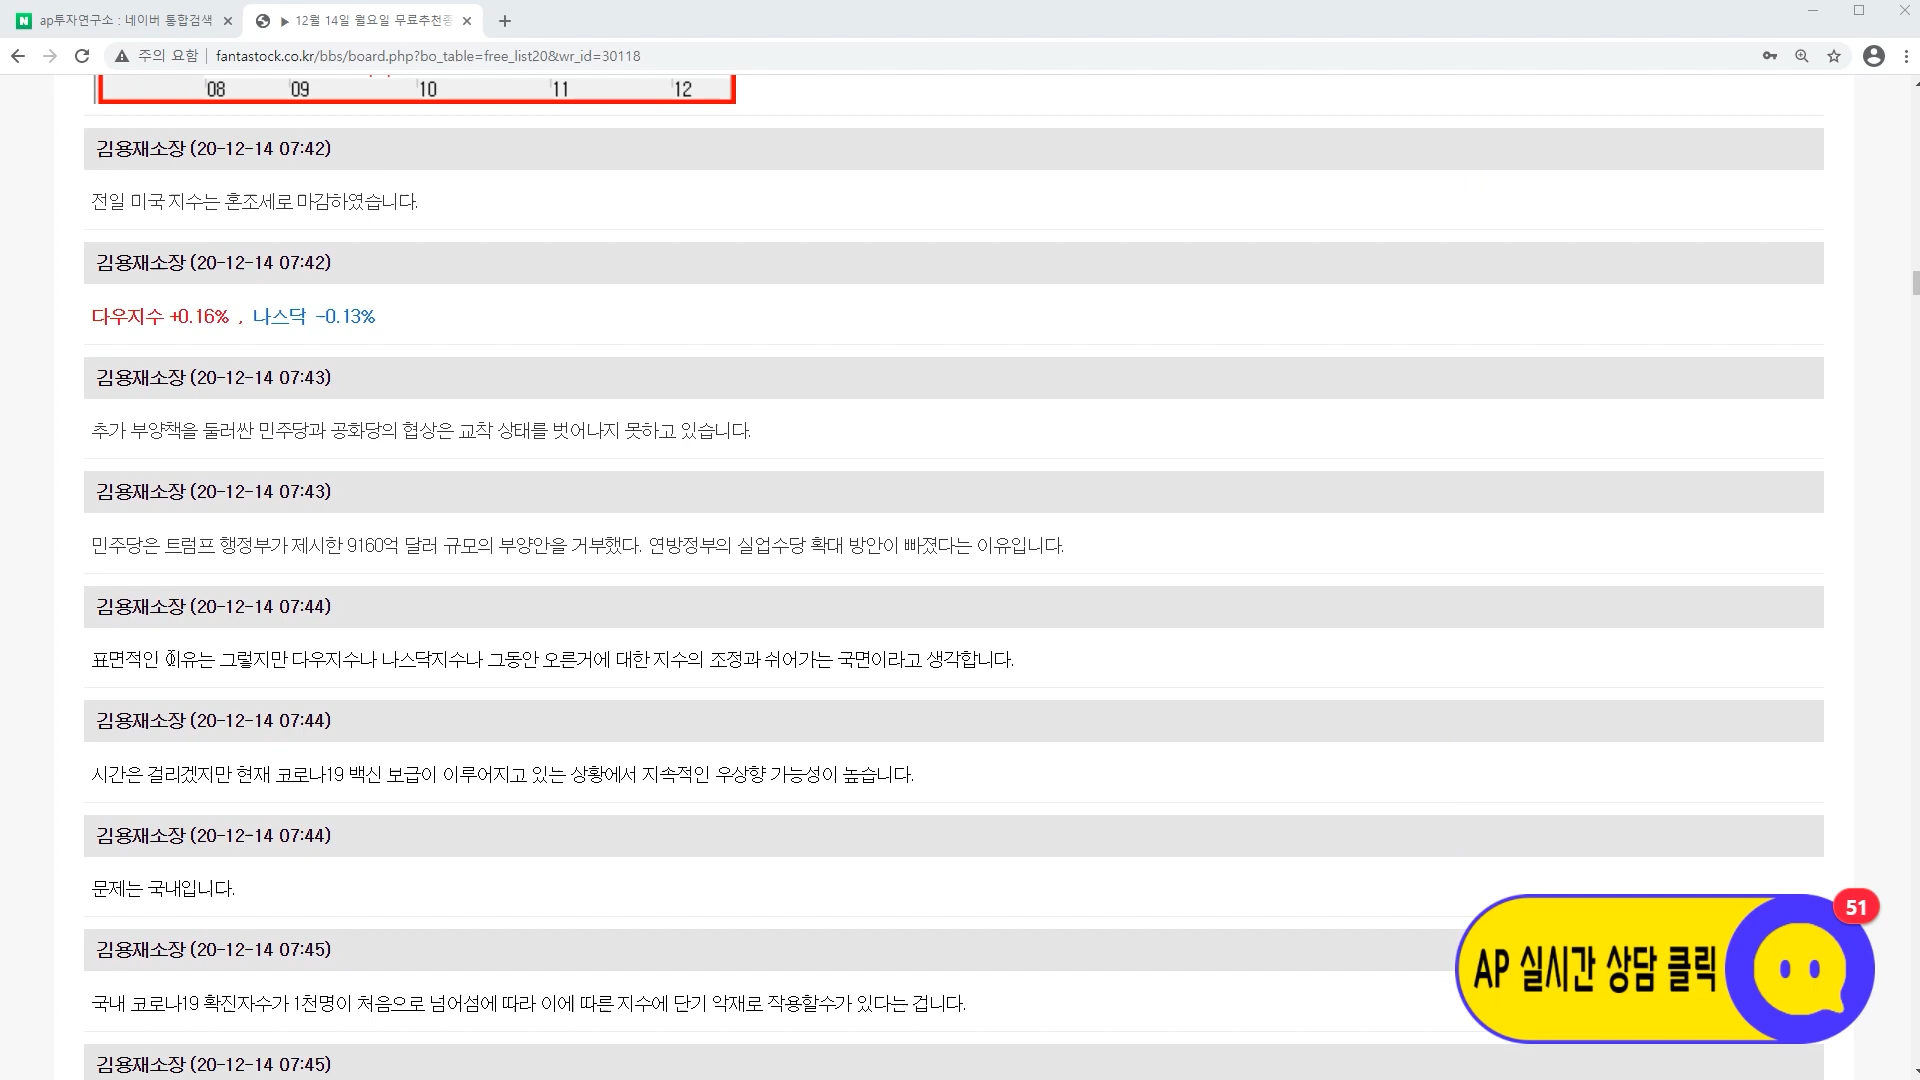 ap투자연구소 : 네이버 통합검색
▶ 12월 14일 월요일 무료추천종
주의 요함 | fantastock.co.kr/bbs/board.php?bo_table=free_list20&wr_id=30118
08 09 10 11 12
김용재소장 (20-12-14 07:42)
전일 미국 지수는 혼조세로 마감하였습니다.
김용재소장 (20-12-14 07:42)
다우지수 +0.16% , 나스닥 -0.13%
김용재소장 (20-12-14 07:43)
추가 부양책을 둘러싼 민주당과 공화당의 협상은 교착 상태를 벗어나지 못하고 있습니다.
김용재소장 (20-12-14 07:43)
민주당은 트럼프 행정부가 제시한 9160억 달러 규모의 부양안을 거부했다. 연방정부의 실업수당 확대 방안이 빠졌다는 이유입니다.
김용재소장 (20-12-14 07:44)
표면적인 이유는 그렇지만 다우지수나 나스닥지수나 그동안 오른거에 대한 지수의 조정과 쉬어가는 국면이라고 생각합니다.
김용재소장 (20-12-14 07:44)
시간은 걸리겠지만 현재 코로나19 백신 보급이 이루어지고 있는 상황에서 지속적인 우상향 가능성이 높습니다.
김용재소장 (20-12-14 07:44)
문제는 국내입니다.
김용재소장 (20-12-14 07:45)
국내 코로나19 확진자수가 1천명이 처음으로 넘어섬에 따라 이에 따른 지수에 단기 악재로 작용할수가 있다는 겁니다.
김용재소장 (20-12-14 07:45)
AP 실시간 상담 클릭
51